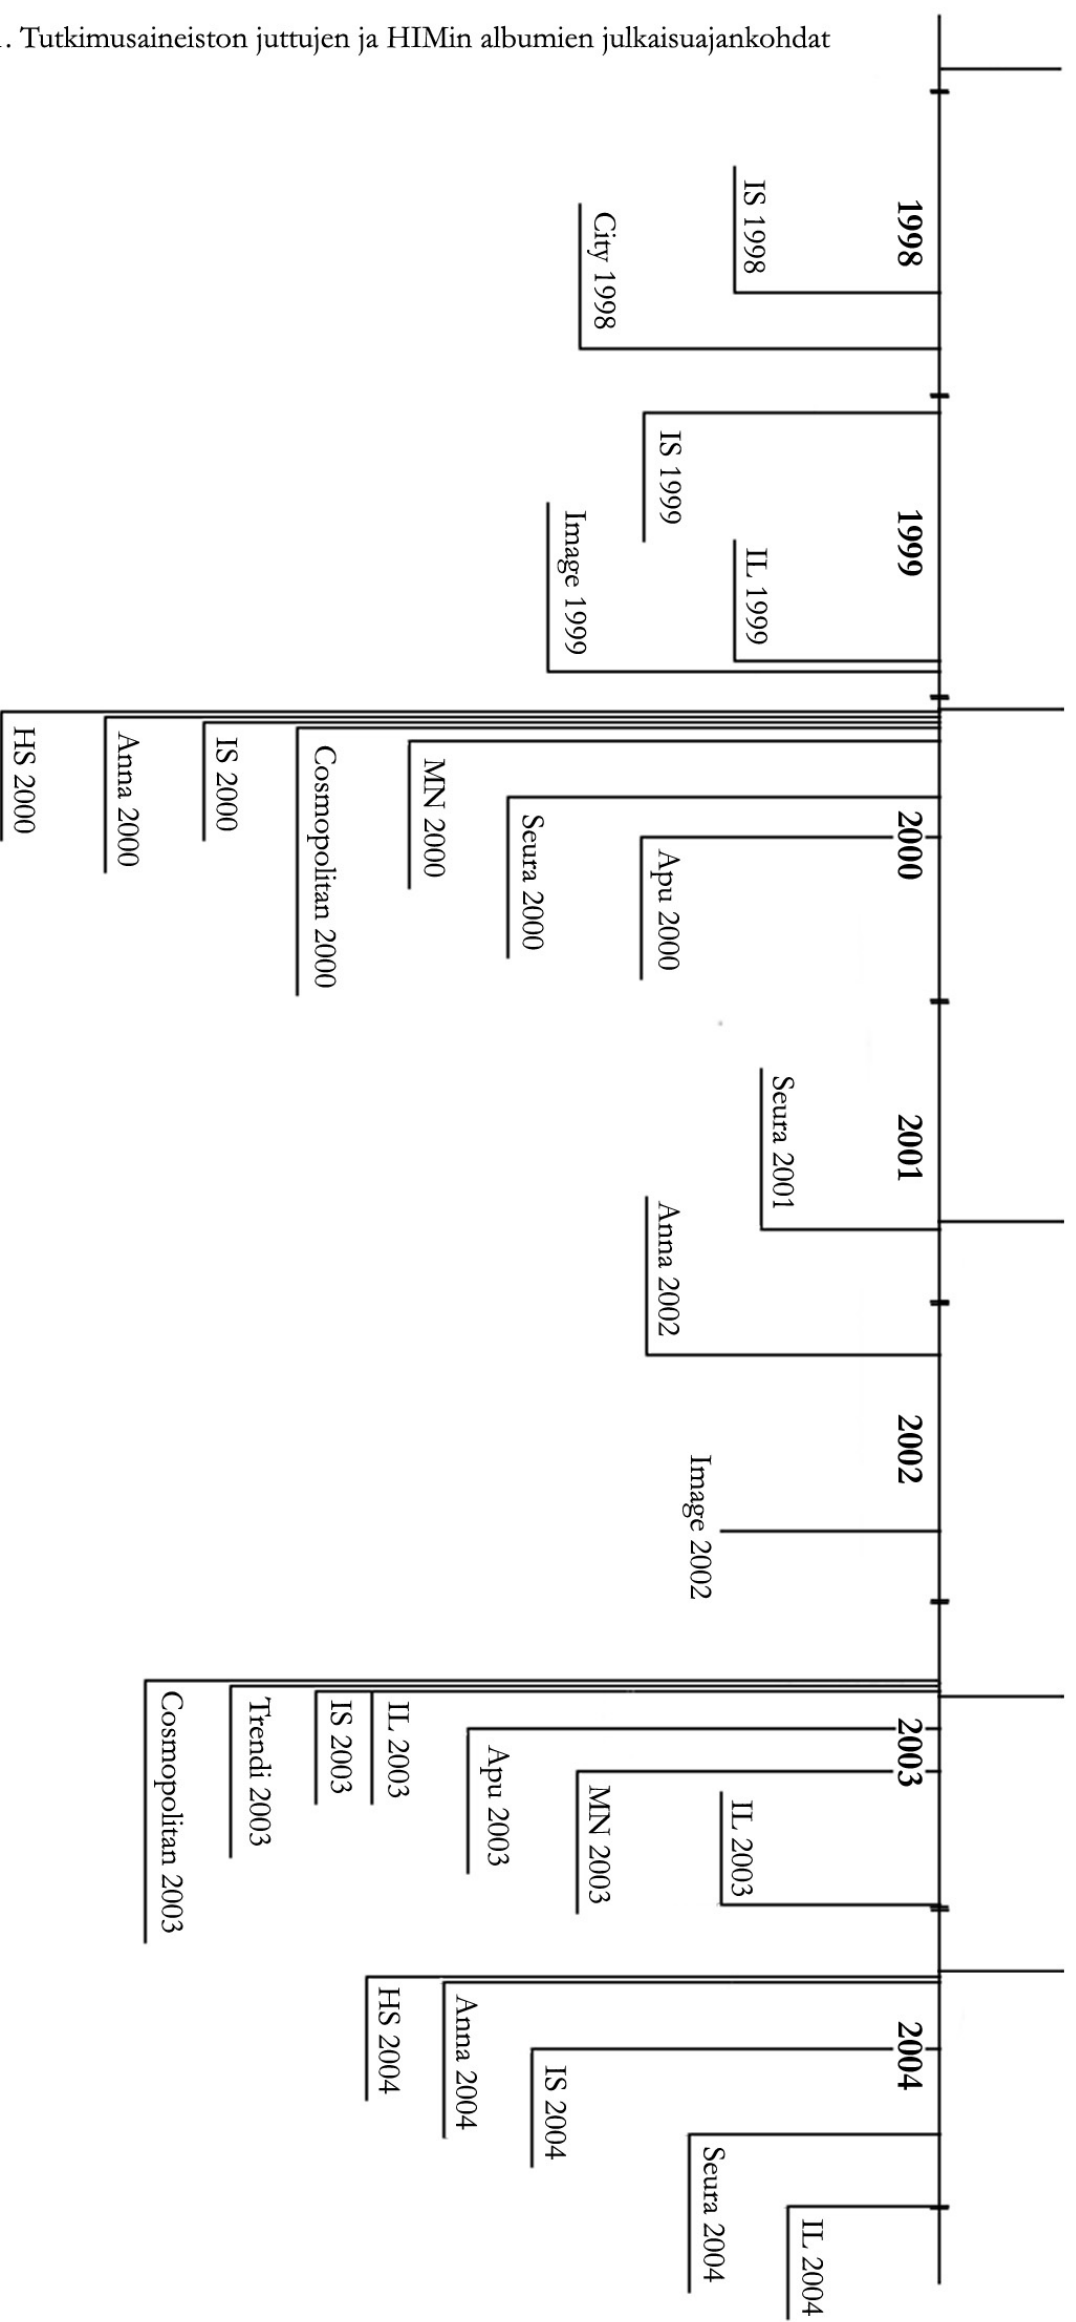 . Tutkimusaineiston juttujen ja HIMin albumien julkaisuajankohdat
1998
IS 1998
City 1998
1999
IS 1999
IL 1999
Image 1999
2000
HS 2000
Anna 2000
IS 2000
Cosmopolitan 2000
MN 2000
Seura 2000
Apu 2000
2001
Seura 2001
2002
Anna 2002
Image 2002
2003
Cosmopolitan 2003
Trendi 2003
IS 2003
IL 2003
Apu 2003
MN 2003
IL 2003
2004
HS 2004
Anna 2004
IS 2004
Seura 2004
IL 2004